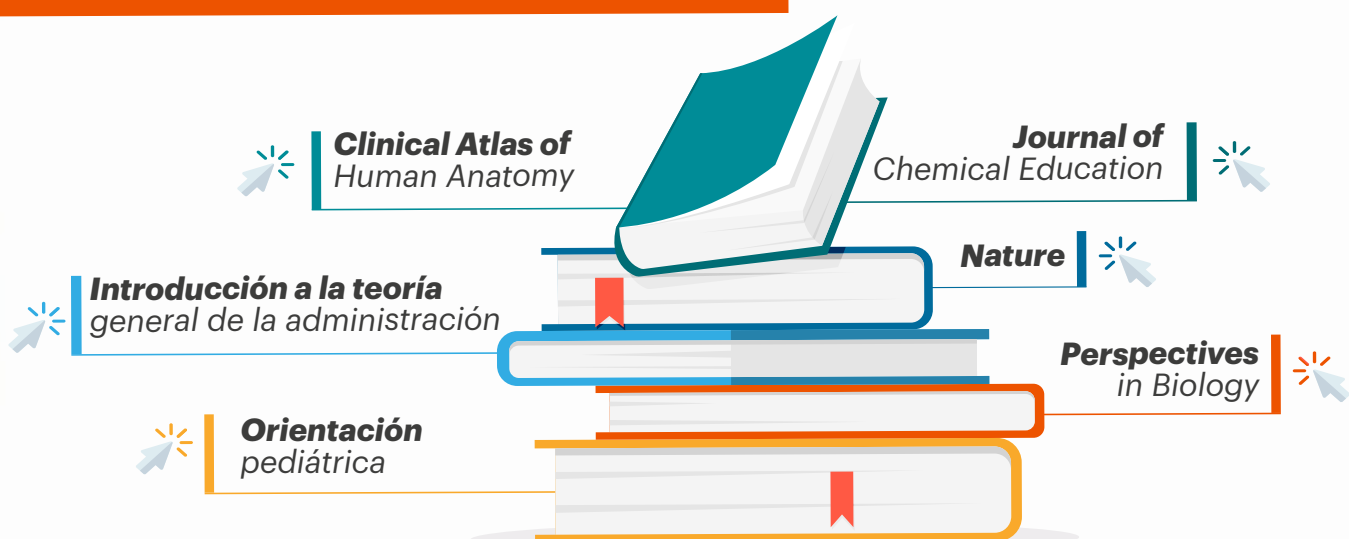 Clinical Atlas of
Human Anatomy
Journal of
Chemical Education
Nature
Introducción a la teoría
general de la administración
Perspectives
in Biology
Orientación
pediátrica